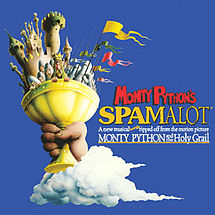 MONTY PYTHON'S
SPAMALOT
A new musical lovingly ripped off from the motion picture
MONTY PYTHON AND THE HOLY GRAIL